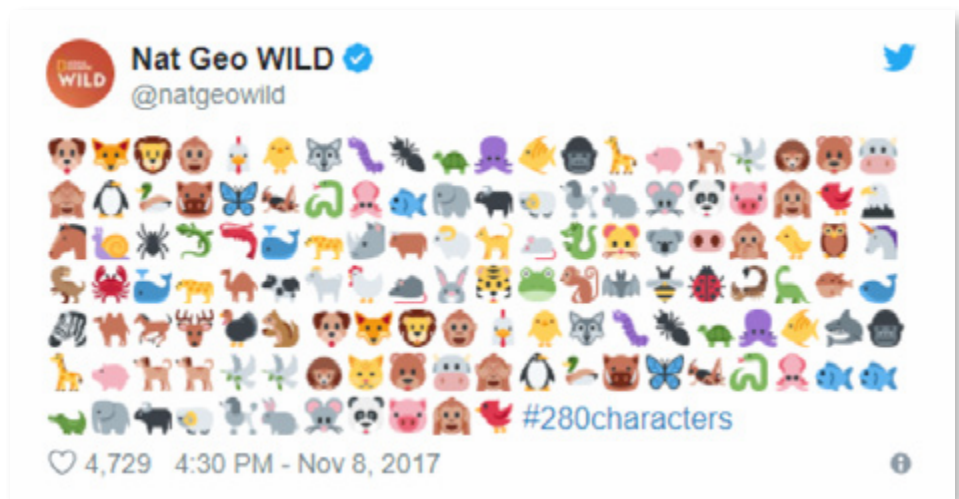 Nat Geo WILD
WILD
@natgeowild
#280characters
4,729 4:30 PM - Nov 8, 2017